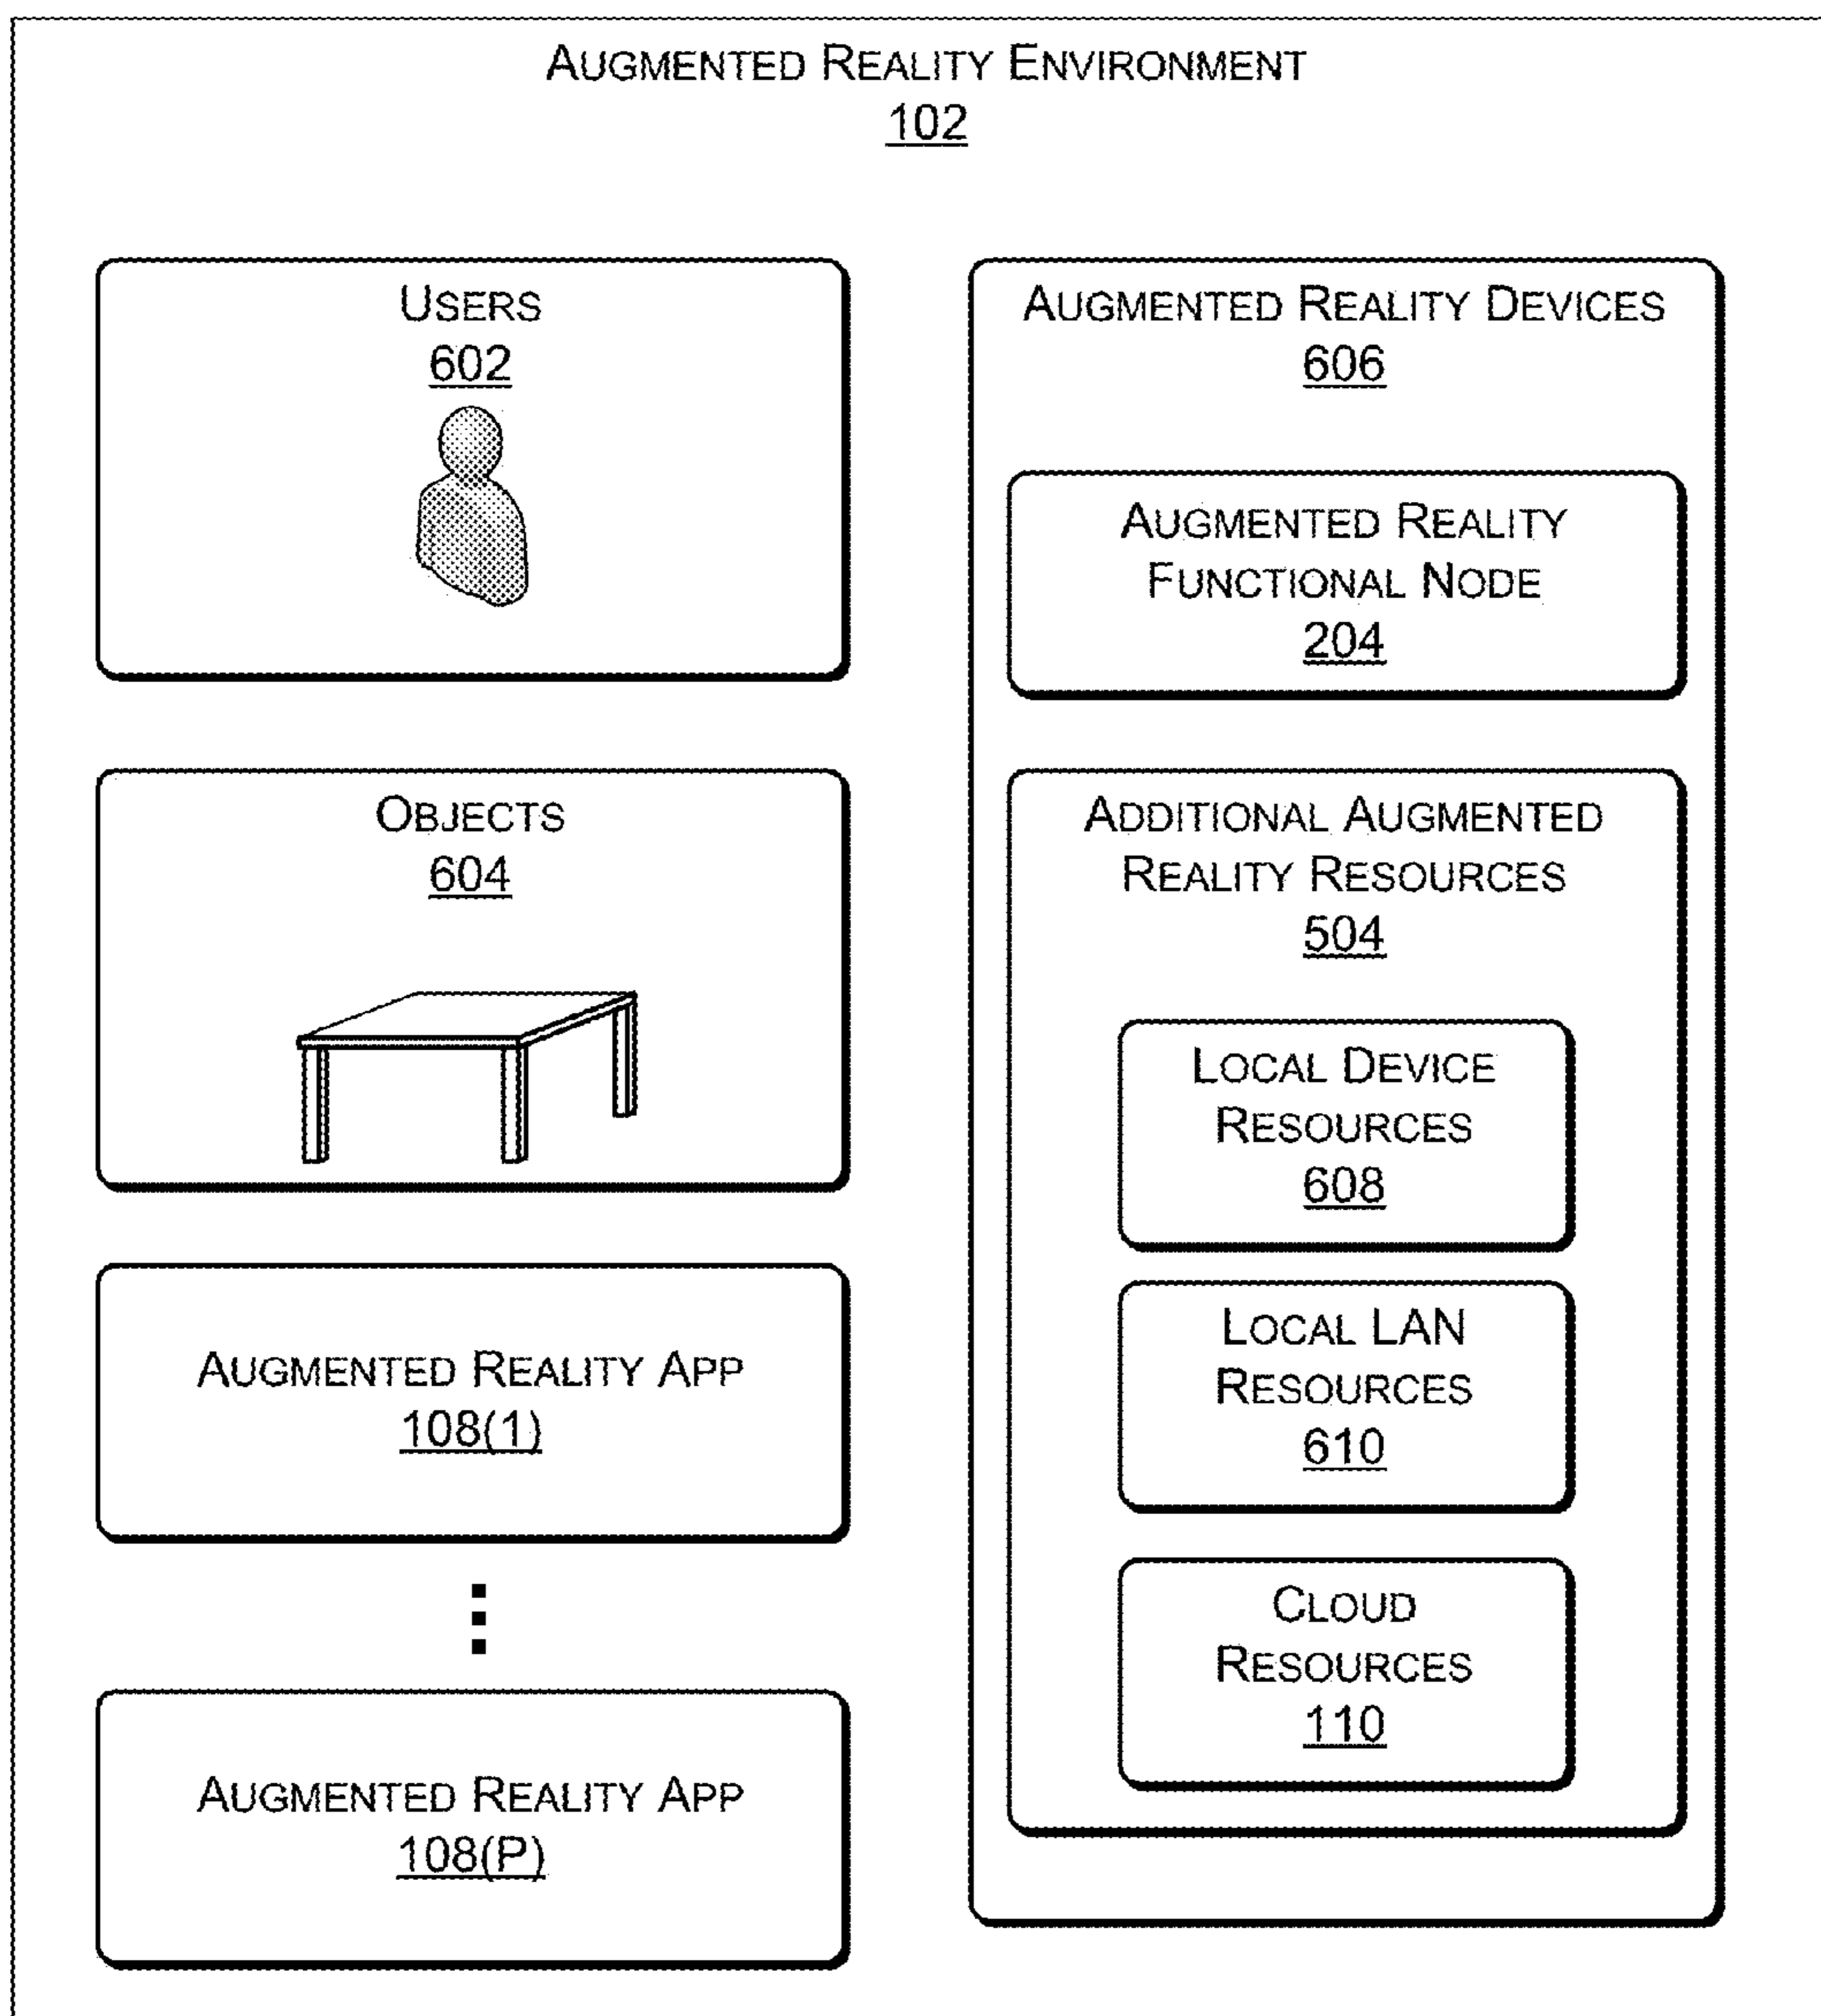 AUGMENTED REALITY ENVIRONMENT
102
USERS
602
OBJECTS
604
AUGMENTED REALITY APP
108(1)
AUGMENTED REALITY APP
108(P)
AUGMENTED REALITY DEVICES
606
AUGMENTED REALITY
FUNCTIONAL NODE
204
ADDITIONAL AUGMENTED
REALITY RESOURCES
504
LOCAL DEVICE
RESOURCES
608
LOCAL LAN
RESOURCES
610
CLOUD
RESOURCES
110